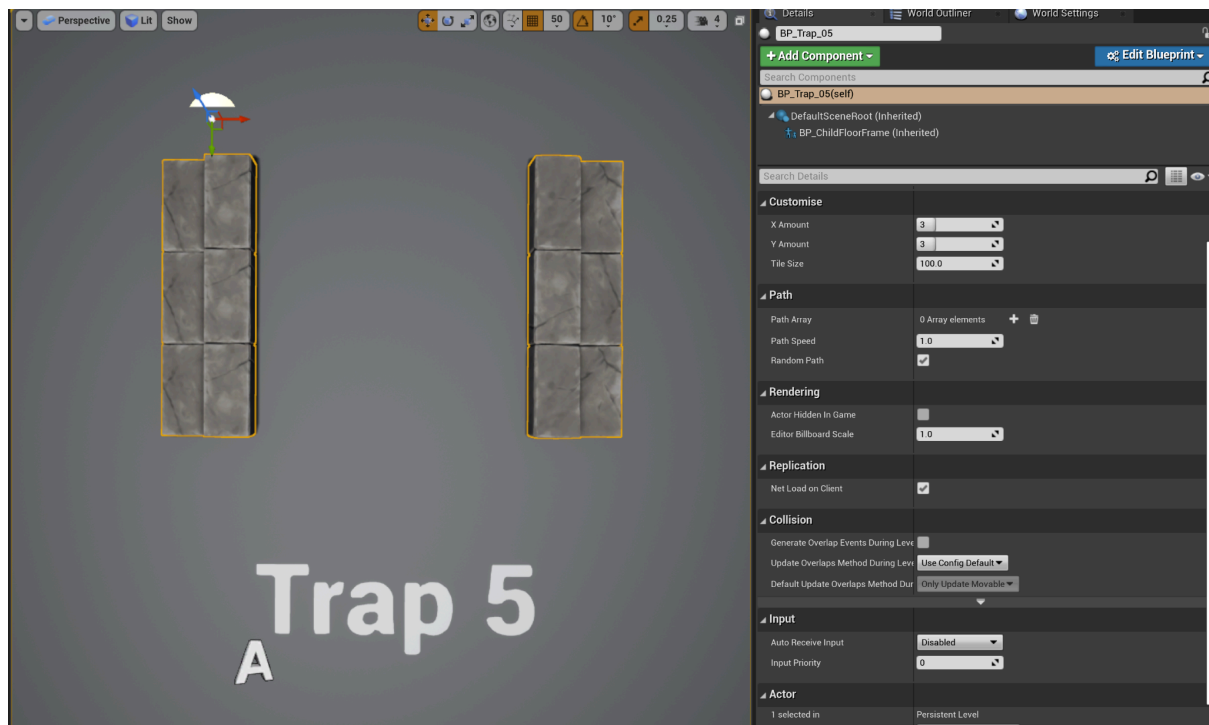 Perspective Lit Show 50 10° 0.25 4
Details World Outliner World Settings
BP_Trap_05
+ Add Component Edit Blueprint
Search Components
BP_Trap_05(self)
DefaultSceneRoot (Inherited)
BP_ChildFloorFrame (Inherited)
Search Details
Customise
X Amount 3
Y Amount 3
Tile Size 100.0
Path
Path Array 0 Array elements
Path Speed 1.0
Random Path
Rendering
Actor Hidden In Game
Editor Billboard Scale 1.0
Replication
Net Load on Client
Collision
Generate Overlap Events During Leve
Update Overlaps Method During Leve Use Config Default
Default Update Overlaps Method Dur Only Update Movable
Input
Auto Receive Input Disabled
Input Priority 0
Actor
1 selected in Persistent Level
Trap 5
A